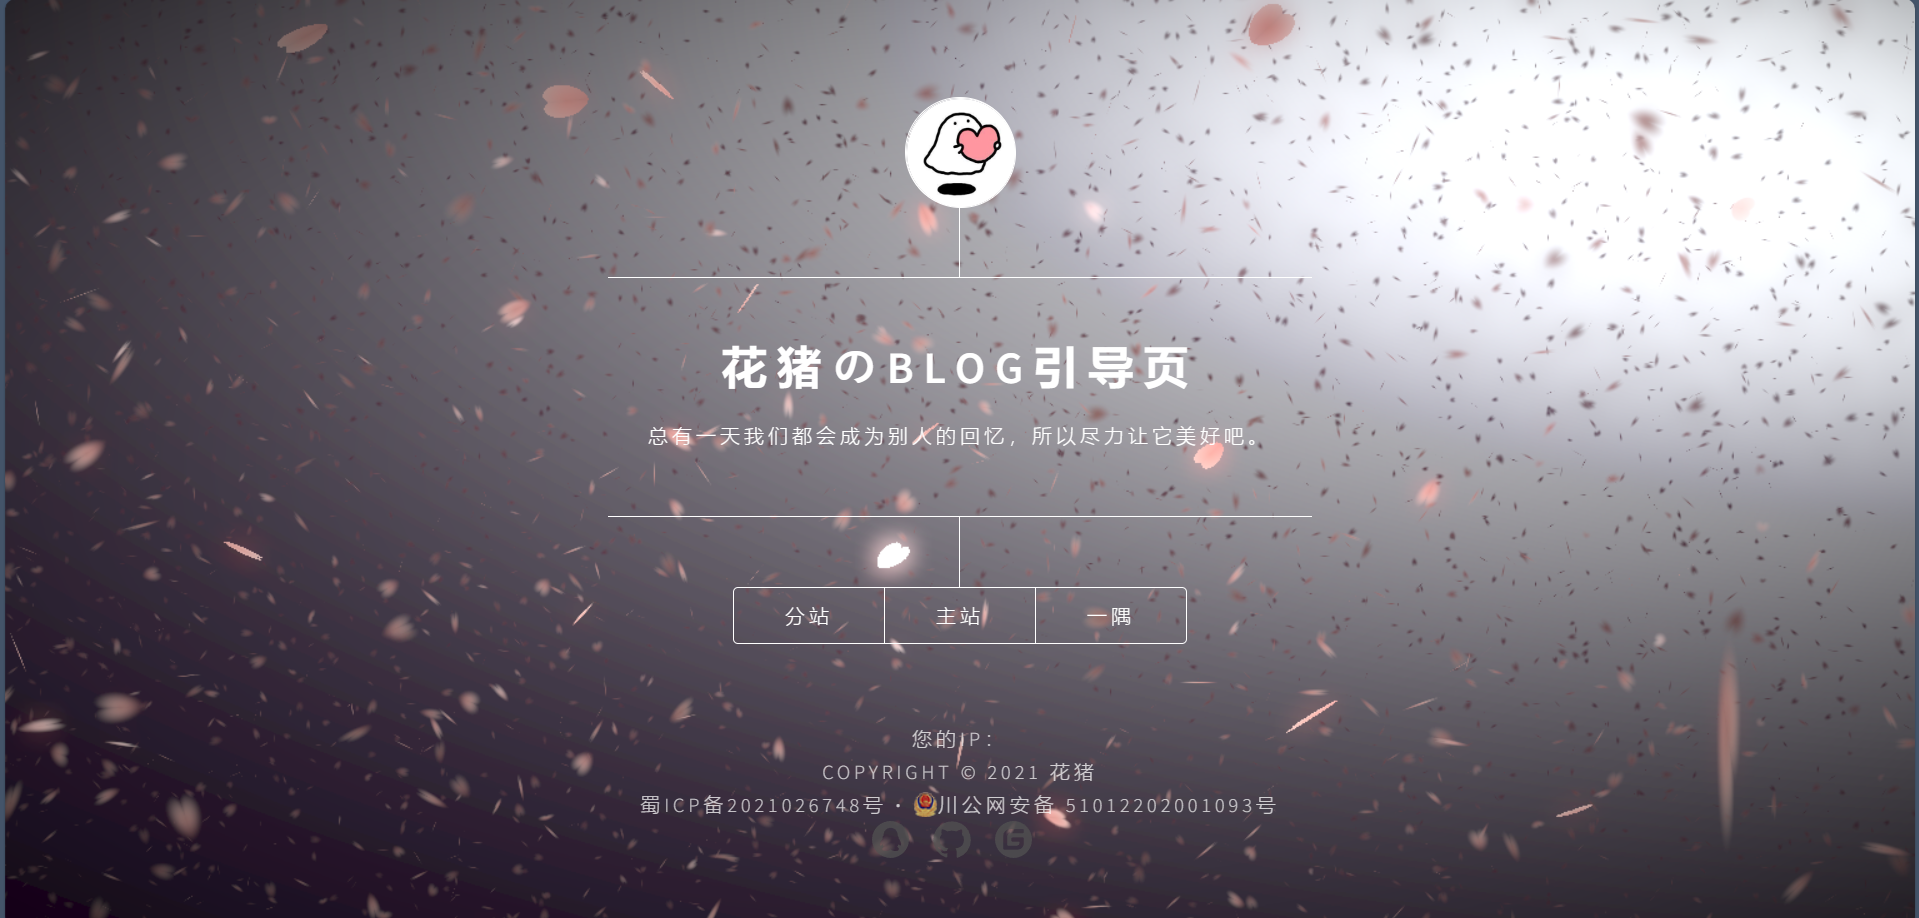 花猪のBLOG引导页
总有一天我们都会成为别人的回忆，所以尽力让它美好吧。
分站 主站 一隅
您的IP：
COPYRIGHT © 2021 花猪
蜀ICP备2021026748号 · 川公网安备 51012202001093号